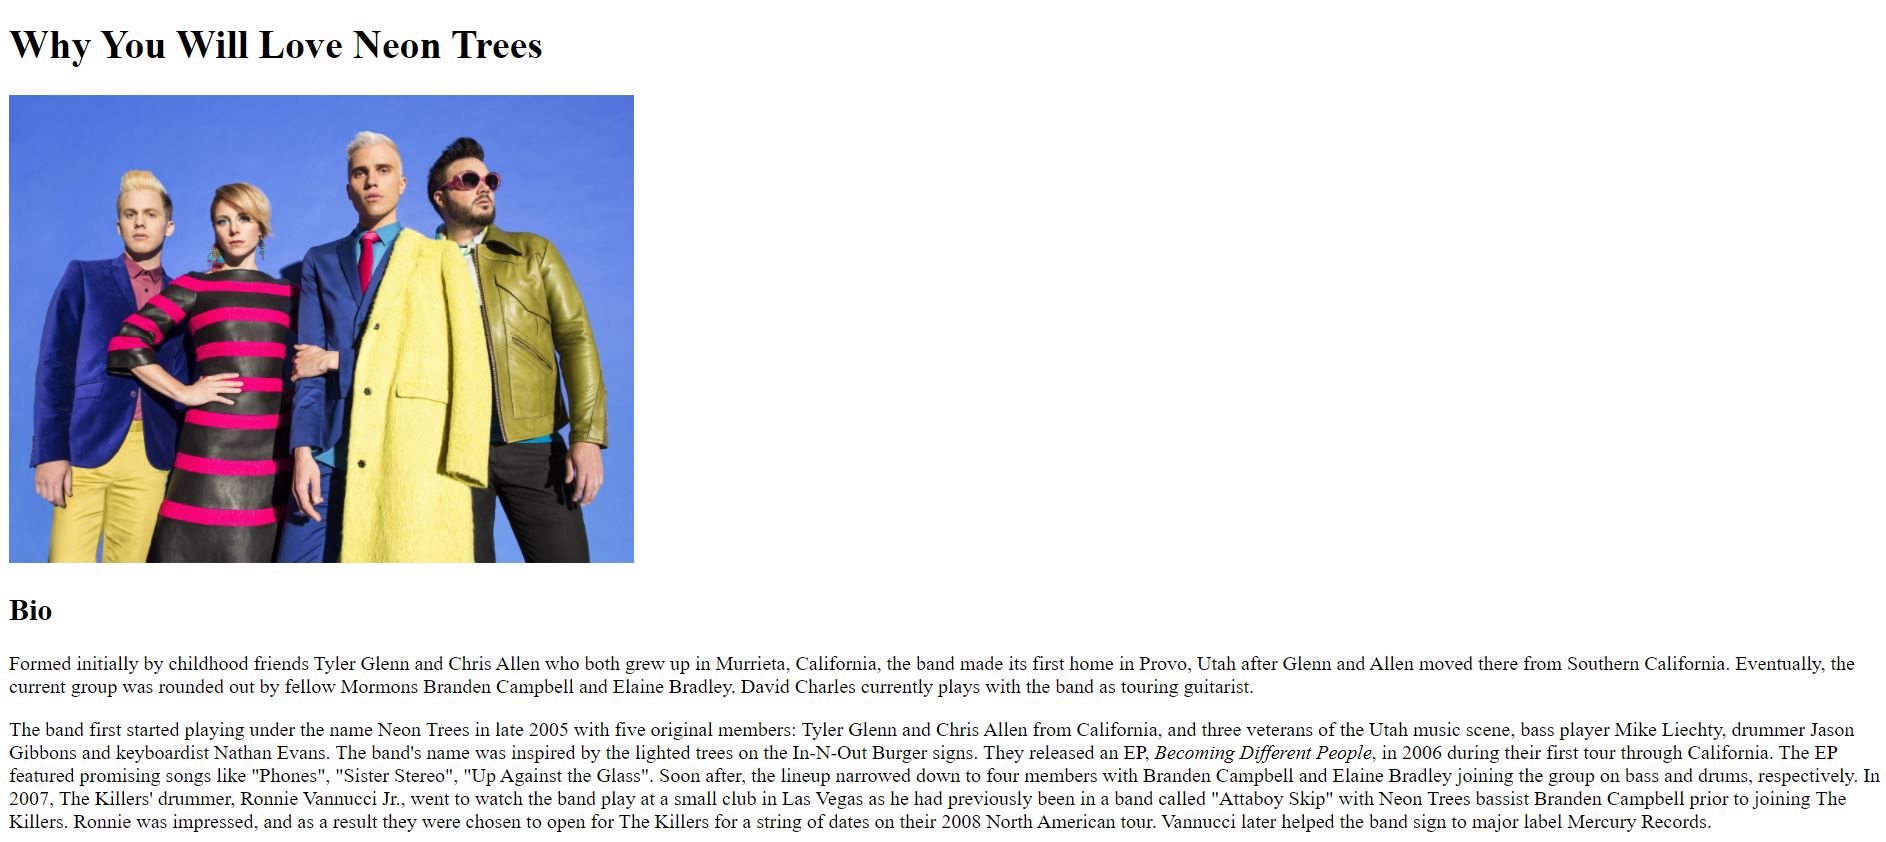 Why You Will Love Neon Trees
Bio
Formed initially by childhood friends Tyler Glenn and Chris Allen who both grew up in Murrieta, California, the band made its first home in Provo, Utah after Glenn and Allen moved there from Southern California. Eventually, the
current group was rounded out by fellow Mormons Branden Campbell and Elaine Bradley. David Charles currently plays with the band as touring guitarist.
The band first started playing under the name Neon Trees in late 2005 with five original members: Tyler Glenn and Chris Allen from California, and three veterans of the Utah music scene, bass player Mike Liechty, drummer Jason
Gibbons and keyboardist Nathan Evans. The band's name was inspired by the lighted trees on the In-N-Out Burger signs. They released an EP, Becoming Different People, in 2006 during their first tour through California. The EP
featured promising songs like "Phones", "Sister Stereo", "Up Against the Glass". Soon after, the lineup narrowed down to four members with Branden Campbell and Elaine Bradley joining the group on bass and drums, respectively. In
2007, The Killers' drummer, Ronnie Vannucci Jr., went to watch the band play at a small club in Las Vegas as he had previously been in a band called "Attaboy Skip" with Neon Trees bassist Branden Campbell prior to joining The
Killers. Ronnie was impressed, and as a result they were chosen to open for The Killers for a string of dates on their 2008 North American tour. Vannucci later helped the band sign to major label Mercury Records.